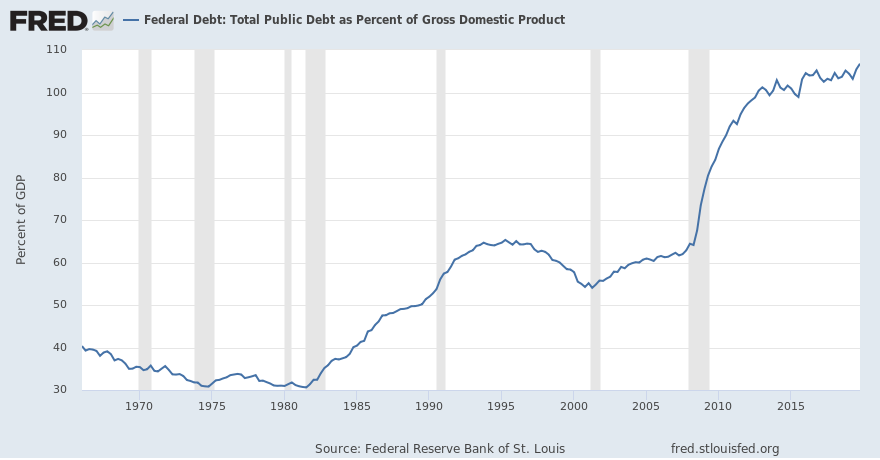 FRED Federal Debt: Total Public Debt as Percent of Gross Domestic Product
110
100
90
80
70
60
50
40
30
Percent of GDP
1970 1975 1980 1985 1990 1995 2000 2005 2010 2015
Source: Federal Reserve Bank of St. Louis fred.stlouisfed.org